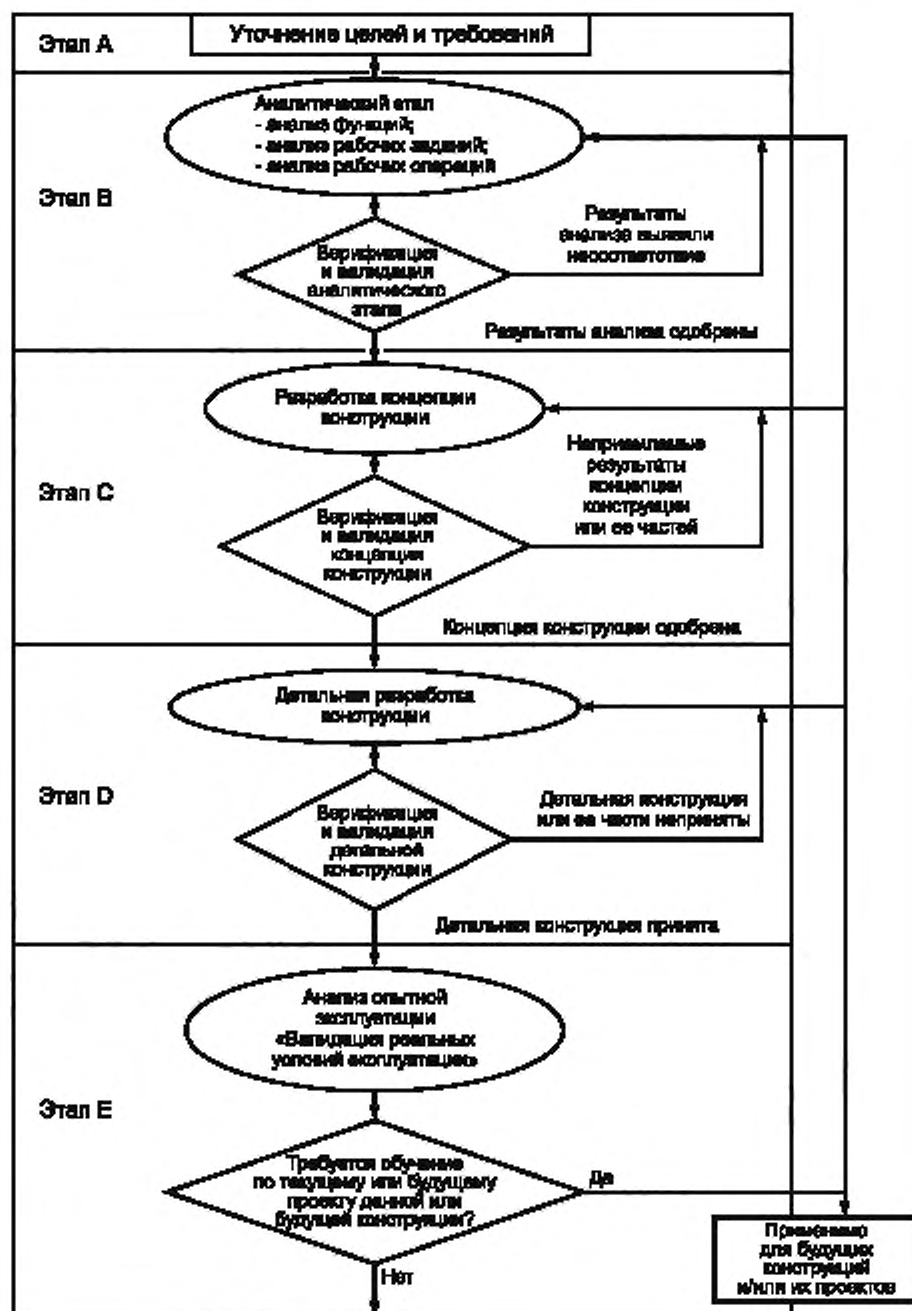 Этап A
Уточнение целей и требований
Аналитический этап
- анализ функций;
- анализ рабочих заданий;
- анализ рабочих операций
Этап B
Результаты
анализа выявили
несоответствие
Верификация
и валидация
аналитического
этапа
Результаты анализа одобрены
Разработка концепции
конструкции
Неприемлемые
результаты
концепции
конструкции
или ее частей
Этап C
Верификация
и валидация
концепции
конструкции
Концепция конструкции одобрена
Детальная разработка
конструкции
Этап D
Детальная конструкция
или ее части неприняты
Верификация
и валидация
детальной
конструкции
Детальная конструкция принята
Анализ опытной
эксплуатации
«Валидация реальных
условий эксплуатации»
Этап E
Требуется обучение
по текущему или будущему
проекту данной или
будущей конструкции?
Да
Нет
Применимо
для будущих
конструкций
и/или их проектов